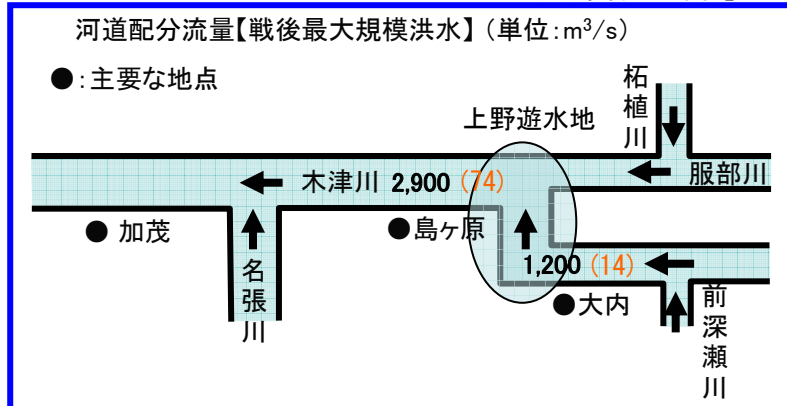 河道配分流量【戦後最大規模洪水】(単位:m³/s)
●:主要な地点
柘植川
上野遊水地
木津川 2,900 (74)
服部川
●加茂
●島ヶ原
1,200 (14)
名張川
●大内
前深瀬川